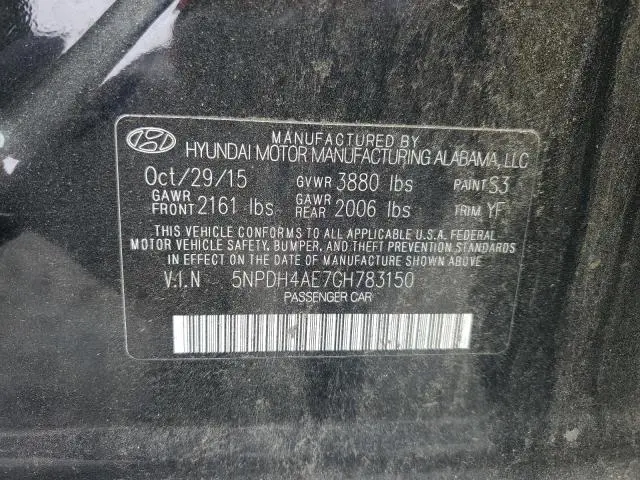 MANUFACTURED BY
HYUNDAI MOTOR MANUFACTURING ALABAMA, LLC
Oct/29/15 GVWR 3880 lbs PAINT S3
GAWR FRONT 2161 lbs GAWR REAR 2006 lbs TRIM YF
THIS VEHICLE CONFORMS TO ALL APPLICABLE U.S.A. FEDERAL
MOTOR VEHICLE SAFETY, BUMPER, AND THEFT PREVENTION STANDARDS
IN EFFECT ON THE DATE OF MANUFACTURE SHOWN ABOVE.
V.I.N 5NPDH4AE7GH783150
PASSENGER CAR